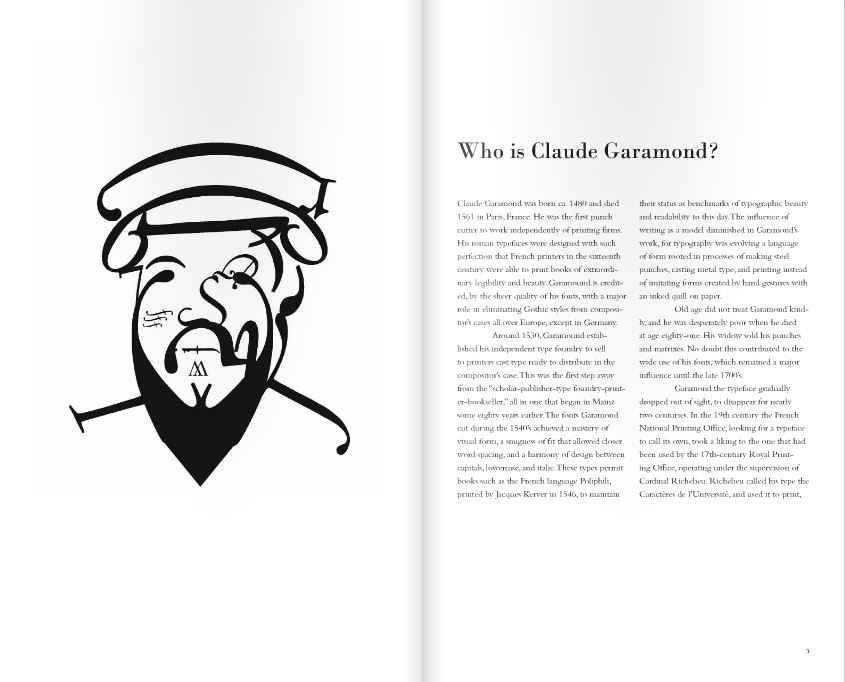 Who is Claude Garamond?
Claude Garamond was born ca. 1480 and died
1561 in Paris, France. He was the first punch
cutter to work independently of printing firms.
His roman typefaces were designed with such
perfection that French printers in the sixteenth
century were able to print books of extraordi-
nary legibility and beauty. Garamound is credit-
ed, by the sheer quality of his fonts, with a major
role in eliminating Gothic styles from composi-
tor's cases all over Europe, except in Germany.
Around 1530, Garamound estab-
lished his independent type foundry to sell
to printers cast type ready to distribute in the
compositor's case. This was the first step away
from the "scholar-publisher-type foundry-print-
er-bookseller," all in one that began in Mainz
some eighty years earlier. The fonts Garamond
cut during the 1540's achieved a mastery of
visual form, a snugness of fit that allowed closer
word spacing, and a harmony of design between
capitals, lowercase, and italic. These types permit
books such as the French language Poliphili,
printed by Jacques Kerver in 1546, to maintain
their status as benchmarks of typographic beauty
and readability to this day. The influence of
writing as a model diminished in Garamond's
work, for typography was evolving a language
of form rooted in processes of making steel
punches, casting metal type, and printing instead
of imitating forms created by hand gestures with
an inked quill on paper.
Old age did not treat Garamond kind-
ly, and he was desperately poor when he died
at age eighty-one. His widow sold his punches
and matrixes. No doubt this contributed to the
wide use of his fonts, which remained a major
influence until the late 1700's.
Garamond the typeface gradually
dropped out of sight, to disappear for nearly
two centuries. In the 19th century the French
National Printing Office, looking for a typeface
to call its own, took a liking to the one that had
been used by the 17th-century Royal Print-
ing Office, operating under the supervision of
Cardinal Richelieu. Richelieu called his type the
Caractères de l'Université, and used it to print,
3